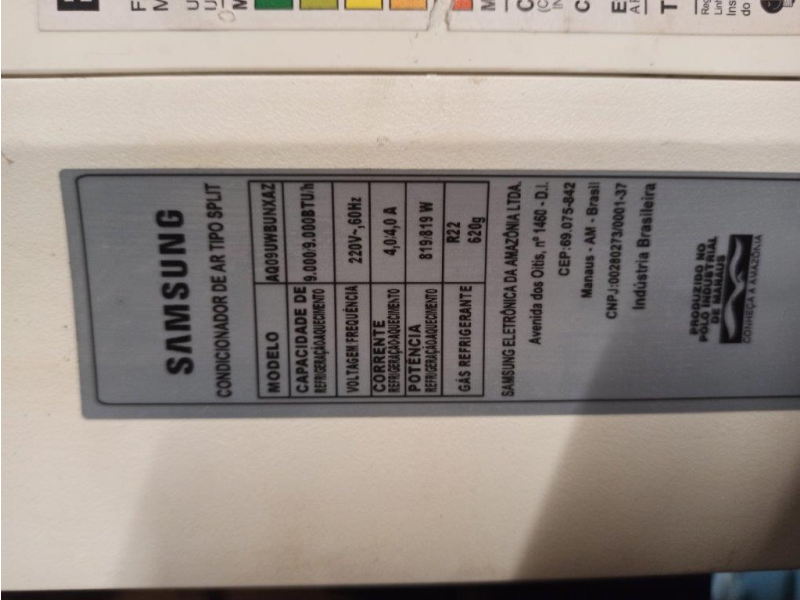 SAMSUNG
CONDICIONADOR DE AR TIPO SPLIT
MODELO AQ09UWBUNXAZ
CAPACIDADE DE REFRIGERAÇÃO/AQUECIMENTO 9.000/9.000BTU/h
VOLTAGEM FREQUÊNCIA 220V~,60Hz
CORRENTE REFRIGERAÇÃO/AQUECIMENTO 4,0/4,0 A
POTÊNCIA REFRIGERAÇÃO/AQUECIMENTO 819/819 W
GÁS REFRIGERANTE R22 620g
SAMSUNG ELETRÔNICA DA AMAZÔNIA LTDA.
Avenida dos Oitis, nº 1460 - D.I.
CEP:69.075-842
Manaus - AM - Brasil
CNPJ:00280273/0001-37
Indústria Brasileira
PRODUZIDO NO
PÓLO INDUSTRIAL
DE MANAUS
CONHEÇA A AMAZÔNIA